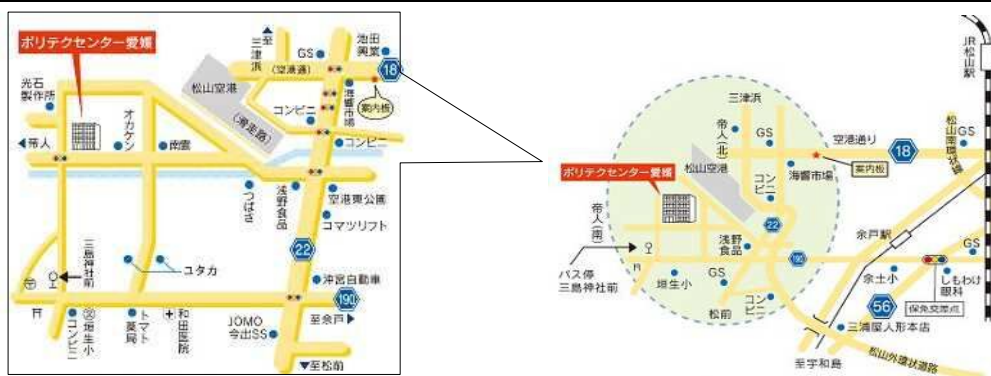 至三津浜
GS
池田興業
ポリテクセンター愛媛
(空港通)
18
光石製作所
松山空港
海響市場
案内板
コンビニ
オカケン
(滑走路)
帝人
南雲
コンビニ
つばさ
浅野食品
空港東公園
コマツリフト
22
三島神社前
ユタカ
沖宮自動車
190
至余戸
コンビニ
垣生小
トマト薬局
和田医院
JOMO
今出SS
至松前
JR松山駅
三津浜
帝人(北)
GS
空港通り
18
松山南環状線
GS
松山空港
コンビニ
海響市場
案内板
ポリテクセンター愛媛
帝人(南)
22
余戸駅
浅野食品
190
GS
バス停
三島神社前
垣生小
GS
余土小
しもわけ眼科
コンビニ
56
保免交差点
松前
三浦屋人形本店
至宇和島
松山外環状道路